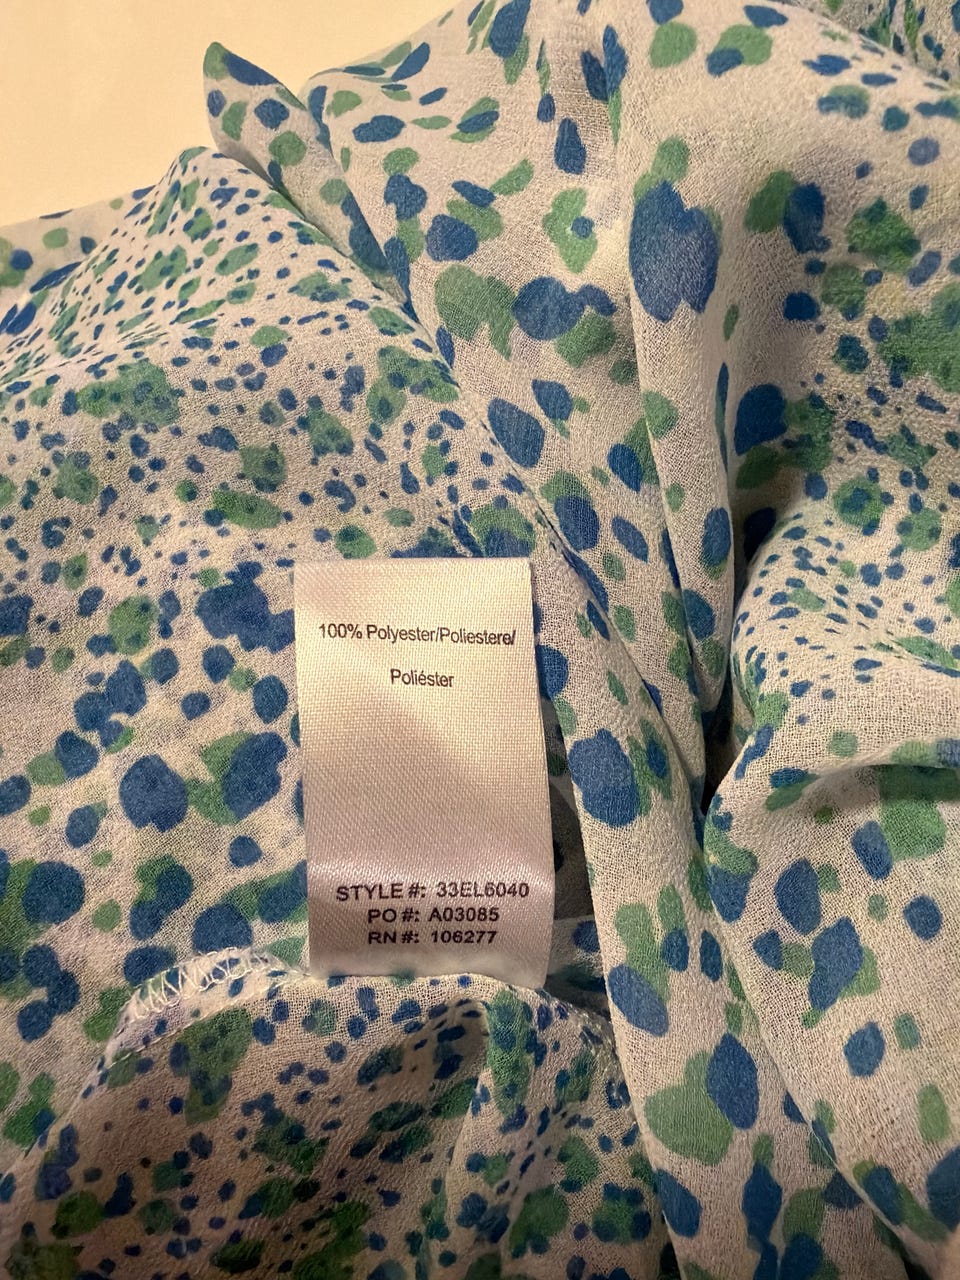 100% Polyester/Poliestere/
Poliéster
STYLE #: 33EL6040
PO #: A03085
RN #: 106277